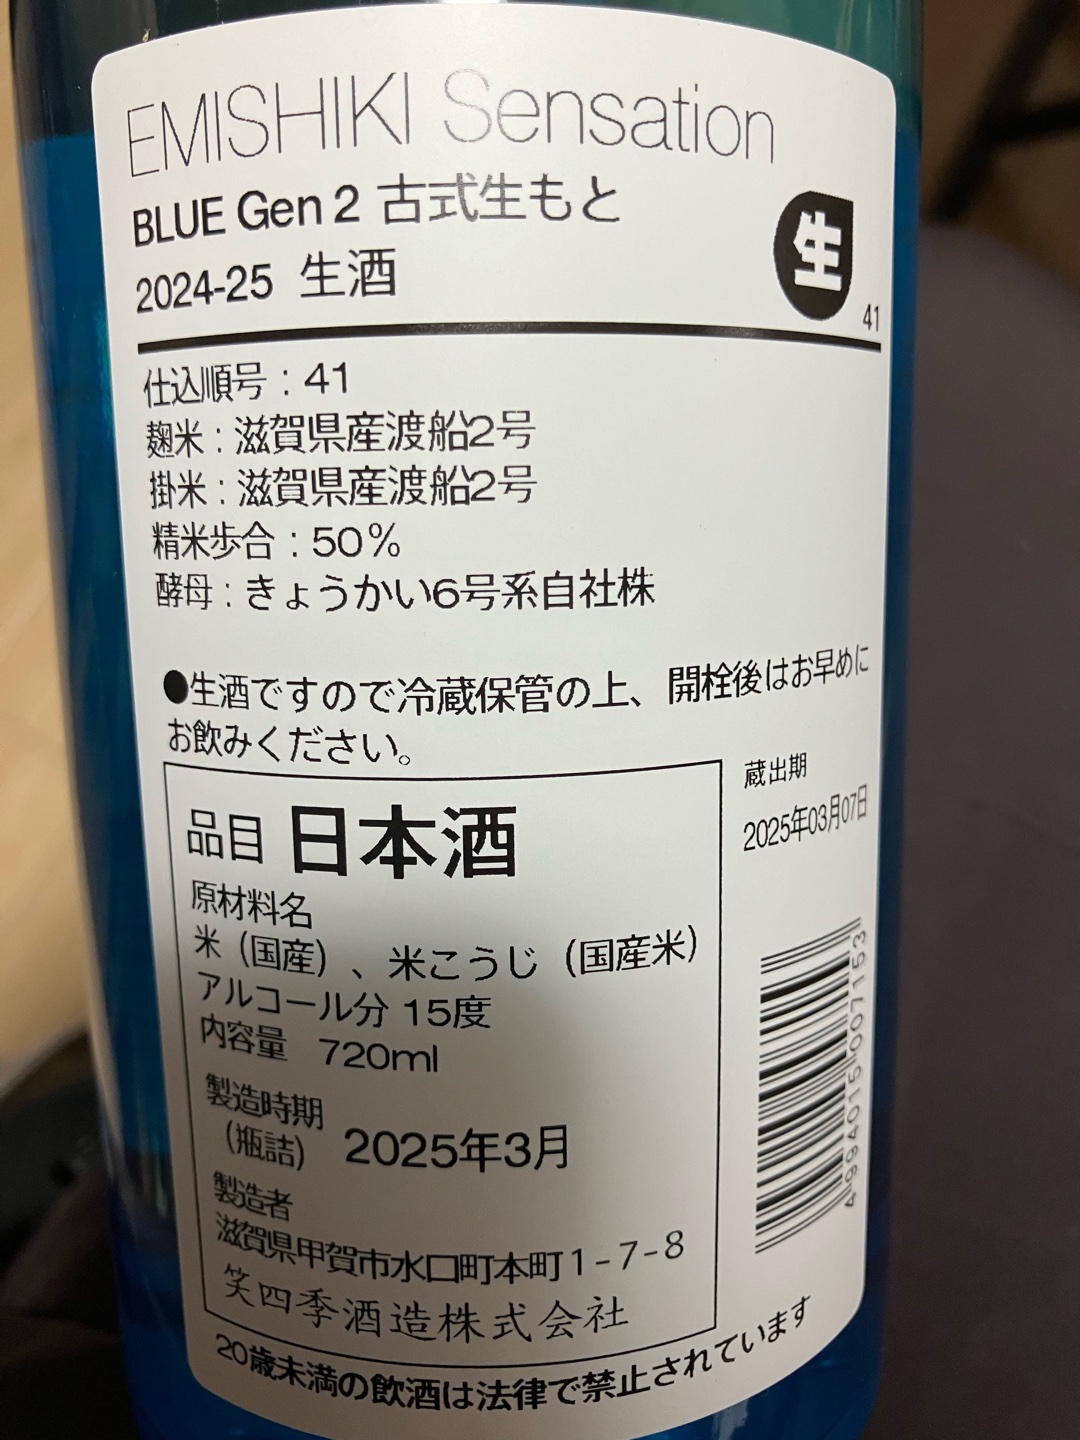 EMISHIKI Sensation
BLUE Gen 2 古式生もと
2024-25 生酒
生
41
仕込順号：41
麹米：滋賀県産渡船2号
掛米：滋賀県産渡船2号
精米歩合：50%
酵母：きょうかい6号系自社株
●生酒ですので冷蔵保管の上、開栓後はお早めに
お飲みください。
品目 日本酒
原材料名
米（国産）、米こうじ（国産米）
アルコール分 15度
内容量 720ml
製造時期
（瓶詰） 2025年3月
製造者
滋賀県甲賀市水口町本町1-7-8
笑四季酒造株式会社
蔵出期
2025年03月07日
4994015007153
20歳未満の飲酒は法律で禁止されています